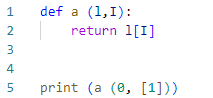 1 def a (l,I):
2     return l[I]
3
4
5 print (a (0, [1]))